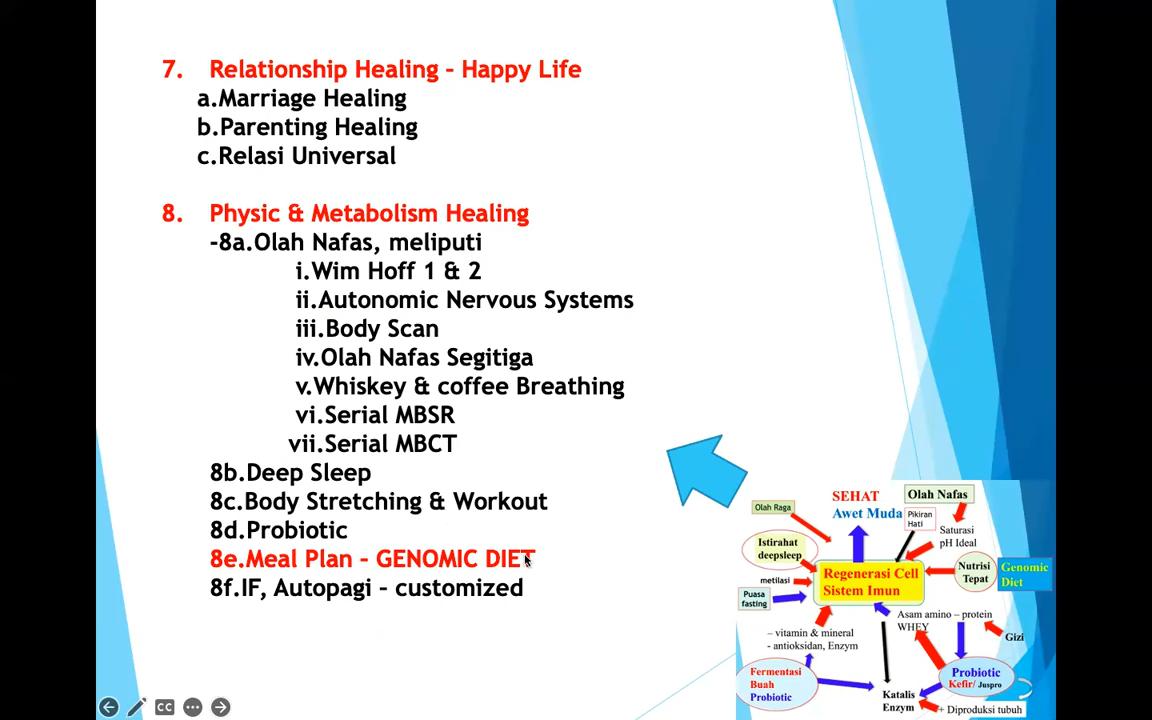 7. Relationship Healing - Happy Life
a.Marriage Healing
b.Parenting Healing
c.Relasi Universal
8. Physic & Metabolism Healing
-8a.Olah Nafas, meliputi
i.Wim Hoff 1 & 2
ii.Autonomic Nervous Systems
iii.Body Scan
iv.Olah Nafas Segitiga
v.Whiskey & coffee Breathing
vi.Serial MBSR
vii.Serial MBCT
8b.Deep Sleep
8c.Body Stretching & Workout
8d.Probiotic
8e.Meal Plan - GENOMIC DIET
8f.IF, Autopagi - customized
SEHAT
Awet Muda
Olah Nafas
Olah Raga
Pikiran
Hati
Saturasi
pH Ideal
Istirahat
deepsleep
metilasi
Puasa
fasting
Regenerasi Cell
Sistem Imun
Nutrisi
Tepat
Genomic
Diet
Asam amino – protein
WHEY
Gizi
– vitamin & mineral
- antioksidan, Enzym
Fermentasi
Buah
Probiotic
Probiotic
Kefir/ Juspro
Katalis
Enzym
+ Diproduksi tubuh
CC